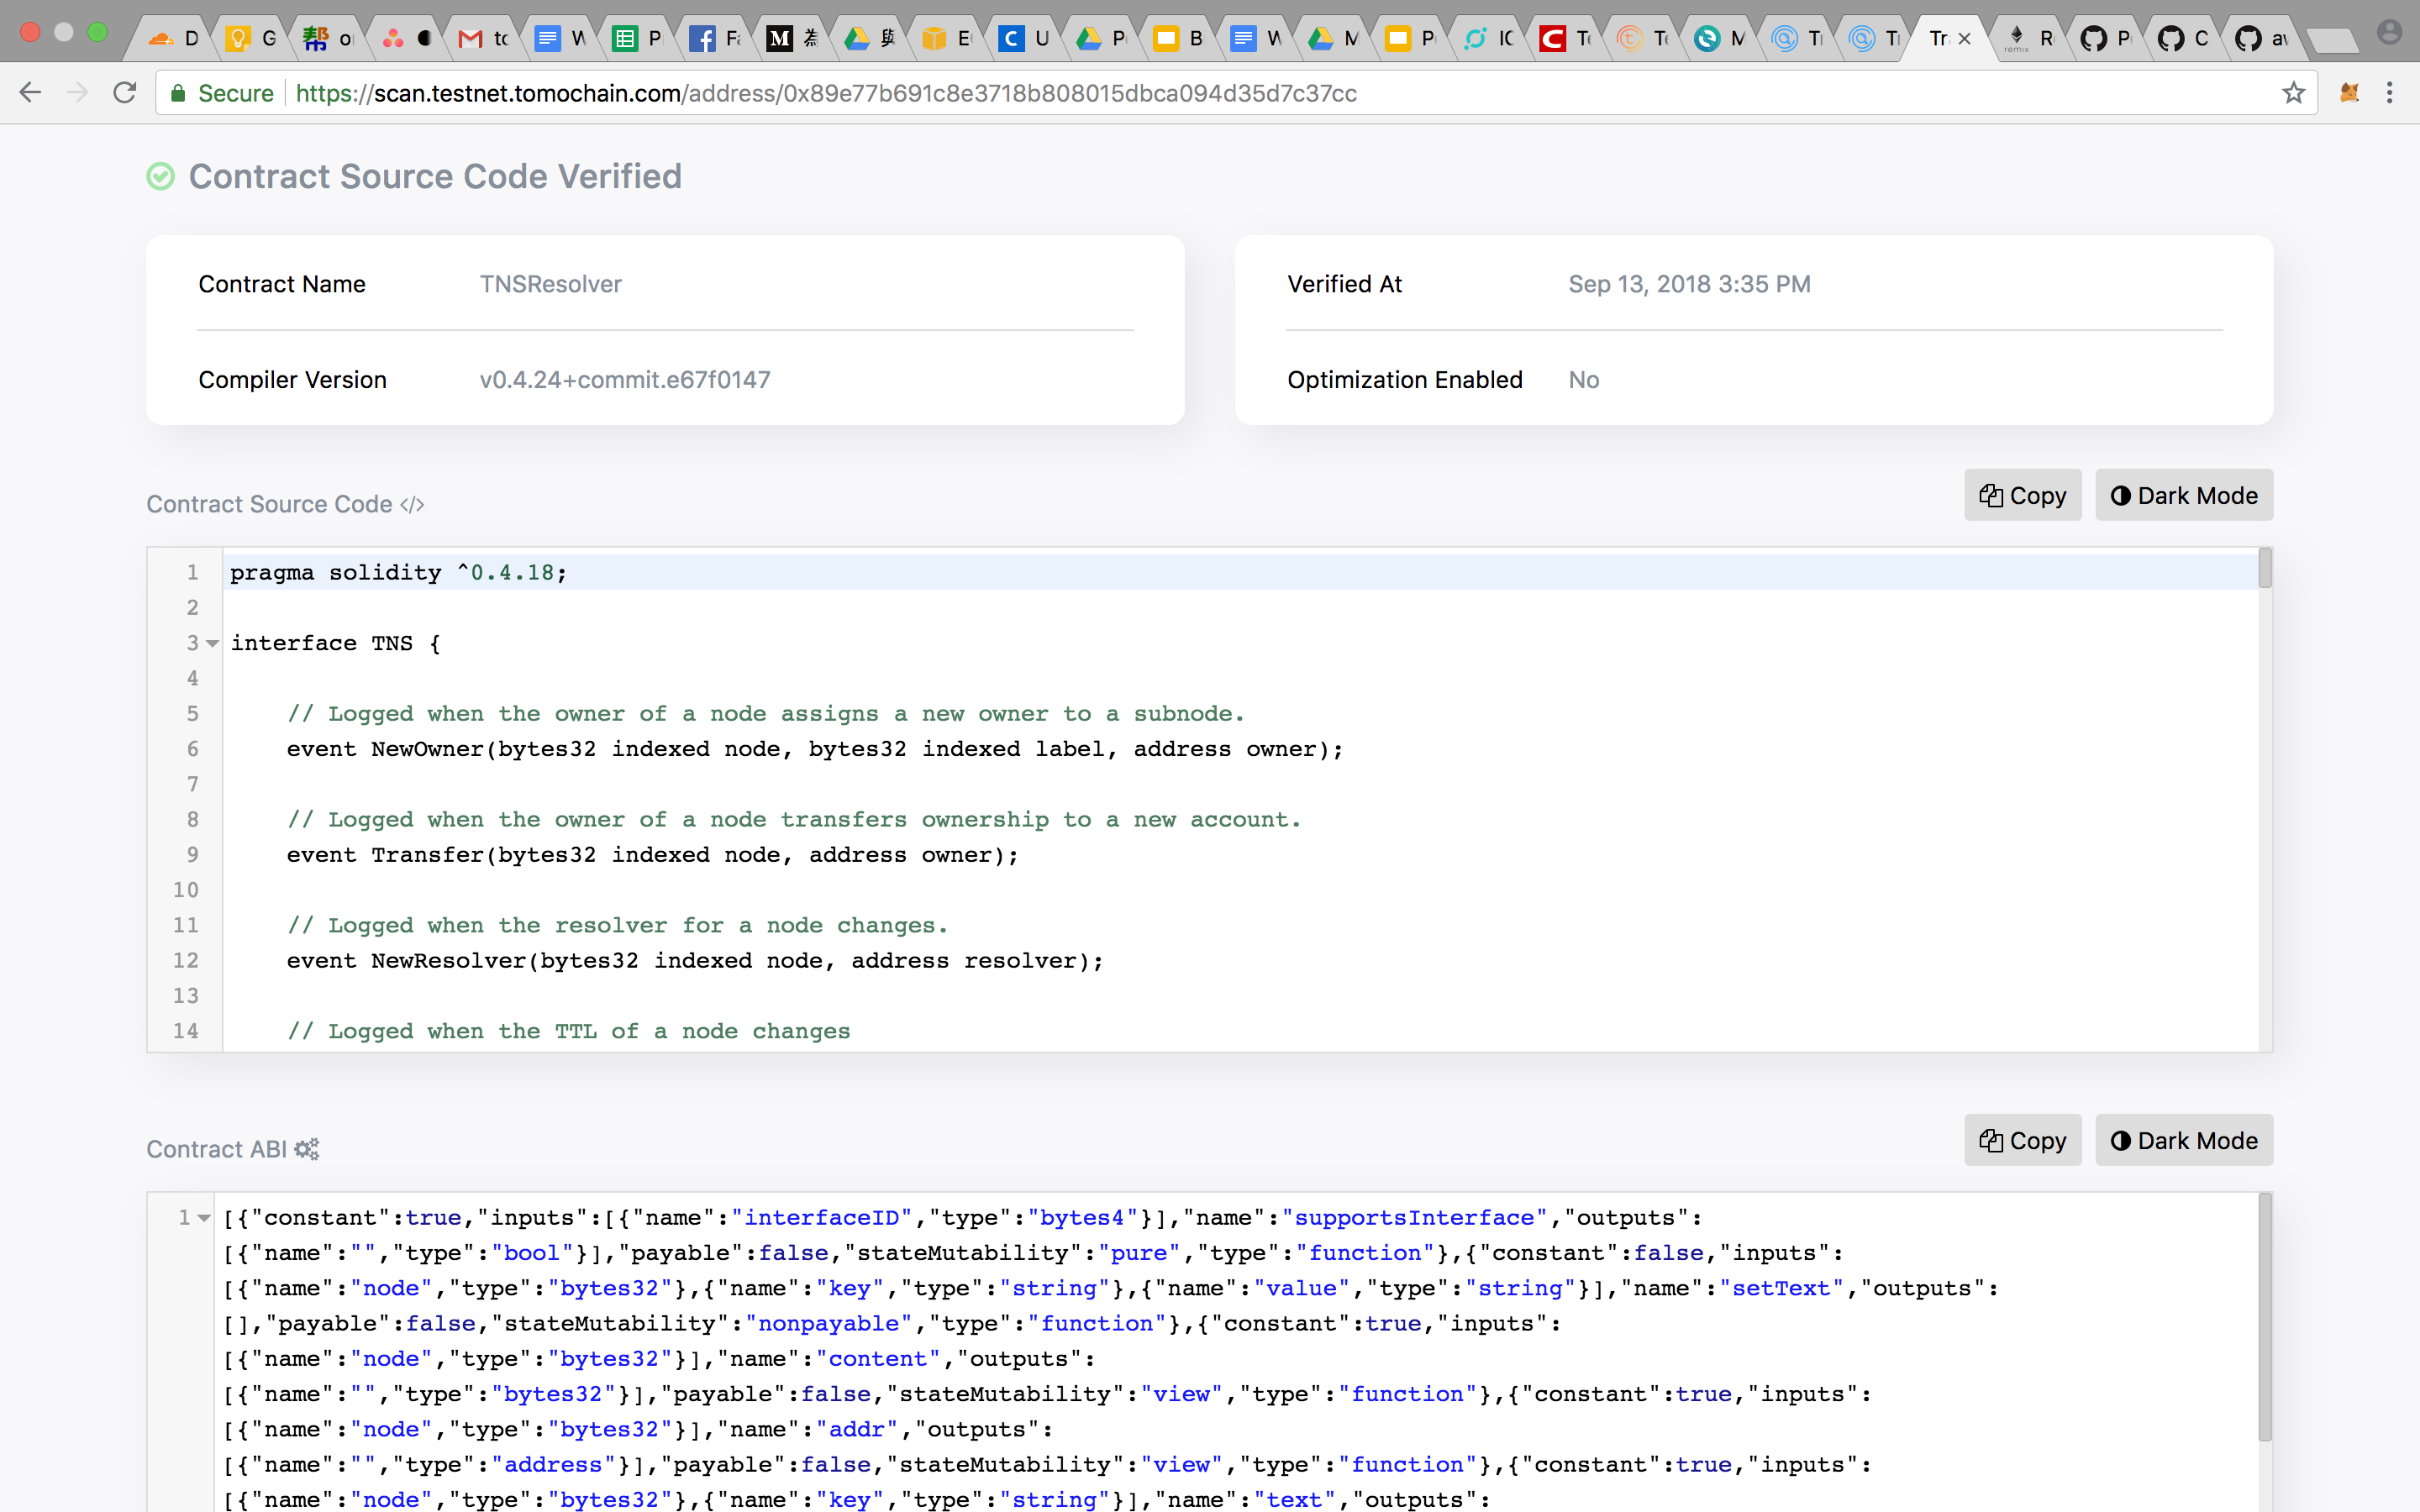 Secure https://scan.testnet.tomochain.com/address/0x89e77b691c8e3718b808015dbca094d35d7c37cc
Contract Source Code Verified
Contract Name TNSResolver
Compiler Version v0.4.24+commit.e67f0147
Verified At Sep 13, 2018 3:35 PM
Optimization Enabled No
Contract Source Code </>
Copy Dark Mode
1 pragma solidity ^0.4.18;
2
3 interface TNS {
4
5 // Logged when the owner of a node assigns a new owner to a subnode.
6 event NewOwner(bytes32 indexed node, bytes32 indexed label, address owner);
7
8 // Logged when the owner of a node transfers ownership to a new account.
9 event Transfer(bytes32 indexed node, address owner);
10
11 // Logged when the resolver for a node changes.
12 event NewResolver(bytes32 indexed node, address resolver);
13
14 // Logged when the TTL of a node changes
Contract ABI
Copy Dark Mode
1 [{"constant":true,"inputs":[{"name":"interfaceID","type":"bytes4"}],"name":"supportsInterface","outputs":
[{"name":"","type":"bool"}],"payable":false,"stateMutability":"pure","type":"function"},{"constant":false,"inputs":
[{"name":"node","type":"bytes32"},{"name":"key","type":"string"},{"name":"value","type":"string"}],"name":"setText","outputs":
[],"payable":false,"stateMutability":"nonpayable","type":"function"},{"constant":true,"inputs":
[{"name":"node","type":"bytes32"}],"name":"content","outputs":
[{"name":"","type":"bytes32"}],"payable":false,"stateMutability":"view","type":"function"},{"constant":true,"inputs":
[{"name":"node","type":"bytes32"}],"name":"addr","outputs":
[{"name":"","type":"address"}],"payable":false,"stateMutability":"view","type":"function"},{"constant":true,"inputs":
[{"name":"node","type":"bytes32"},{"name":"key","type":"string"}],"name":"text","outputs":